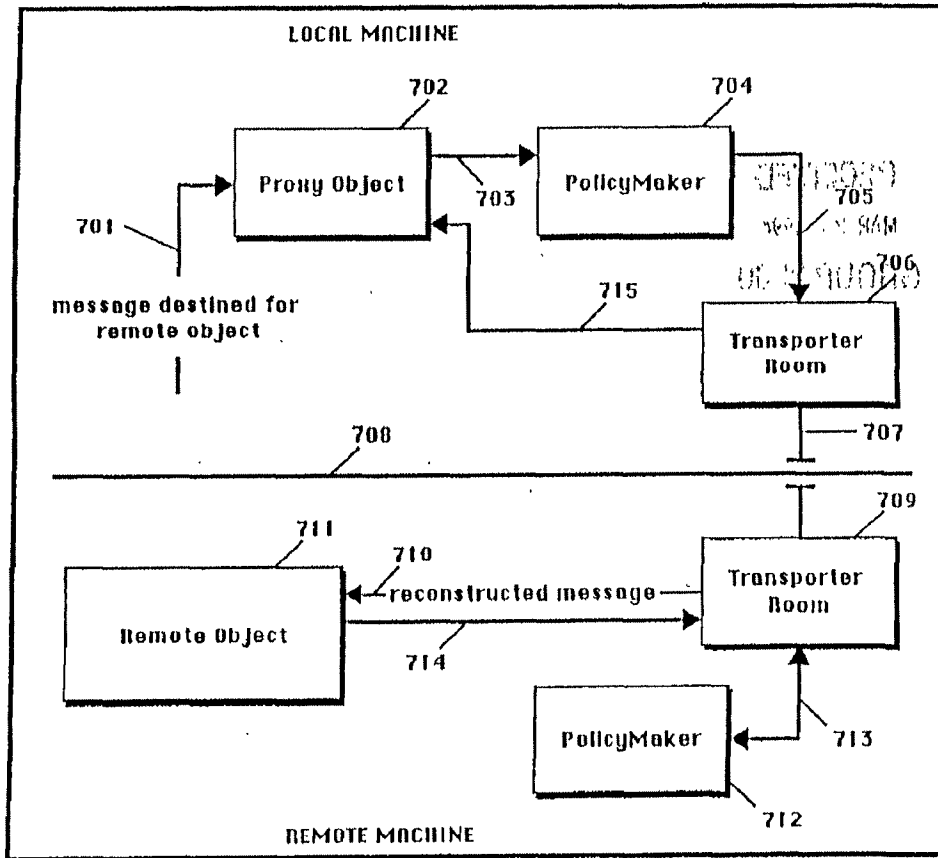 LOCAL MACHINE
702
704
Proxy Object
703
PolicyMaker
705
701
706
message destined for
remote object
715
Transporter
Room
708
707
709
711
710
Transporter
Room
reconstructed message
Remote Object
714
PolicyMaker
713
712
REMOTE MACHINE